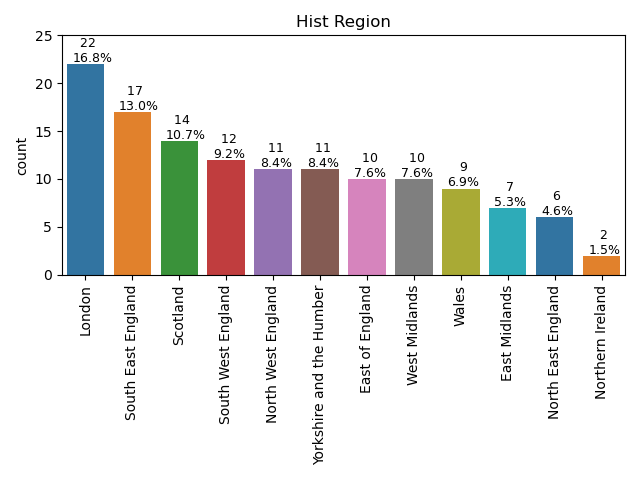 Hist Region
count
25
20
15
10
5
0
22
16.8%
17
13.0%
14
10.7%
12
9.2%
11
8.4%
11
8.4%
10
7.6%
10
7.6%
9
6.9%
7
5.3%
6
4.6%
2
1.5%
London
South East England
Scotland
South West England
North West England
Yorkshire and the Humber
East of England
West Midlands
Wales
East Midlands
North East England
Northern Ireland